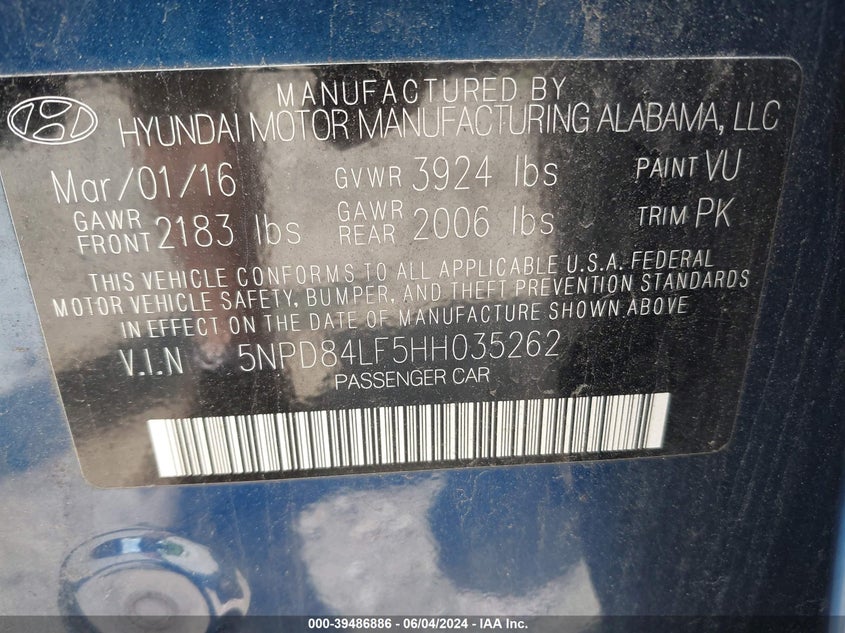 MANUFACTURED BY
HYUNDAI MOTOR MANUFACTURING ALABAMA, LLC
Mar/01/16 GVWR 3924 lbs PAINT VU
GAWR FRONT 2183 lbs GAWR REAR 2006 lbs TRIM PK
THIS VEHICLE CONFORMS TO ALL APPLICABLE U.S.A. FEDERAL
MOTOR VEHICLE SAFETY, BUMPER, AND THEFT PREVENTION STANDARDS
IN EFFECT ON THE DATE OF MANUFACTURE SHOWN ABOVE
V.I.N 5NPD84LF5HH035262
PASSENGER CAR
000-39486886 - 06/04/2024 - IAA Inc.